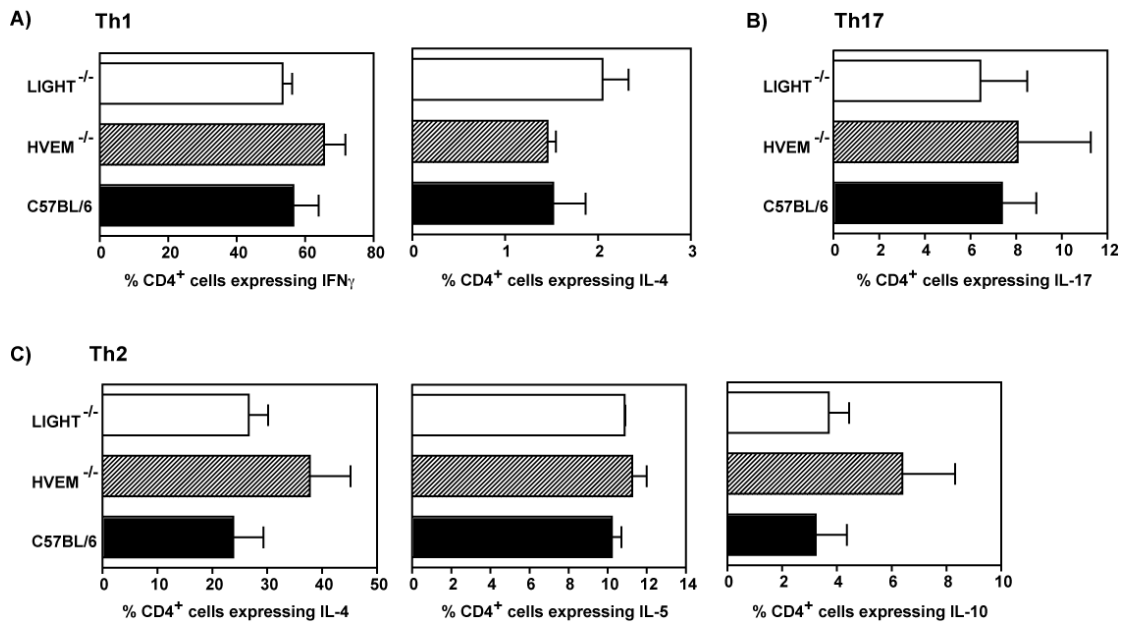 A) Th1
LIGHT -/-
HVEM -/-
C57BL/6
0 20 40 60 80
% CD4+ cells expressing IFNγ
0 1 2 3
% CD4+ cells expressing IL-4
B) Th17
LIGHT -/-
HVEM -/-
C57BL/6
0 2 4 6 8 10 12
% CD4+ cells expressing IL-17
C) Th2
LIGHT -/-
HVEM -/-
C57BL/6
0 10 20 30 40 50
% CD4+ cells expressing IL-4
0 2 4 6 8 10 12 14
% CD4+ cells expressing IL-5
0 2 4 6 8 10
% CD4+ cells expressing IL-10